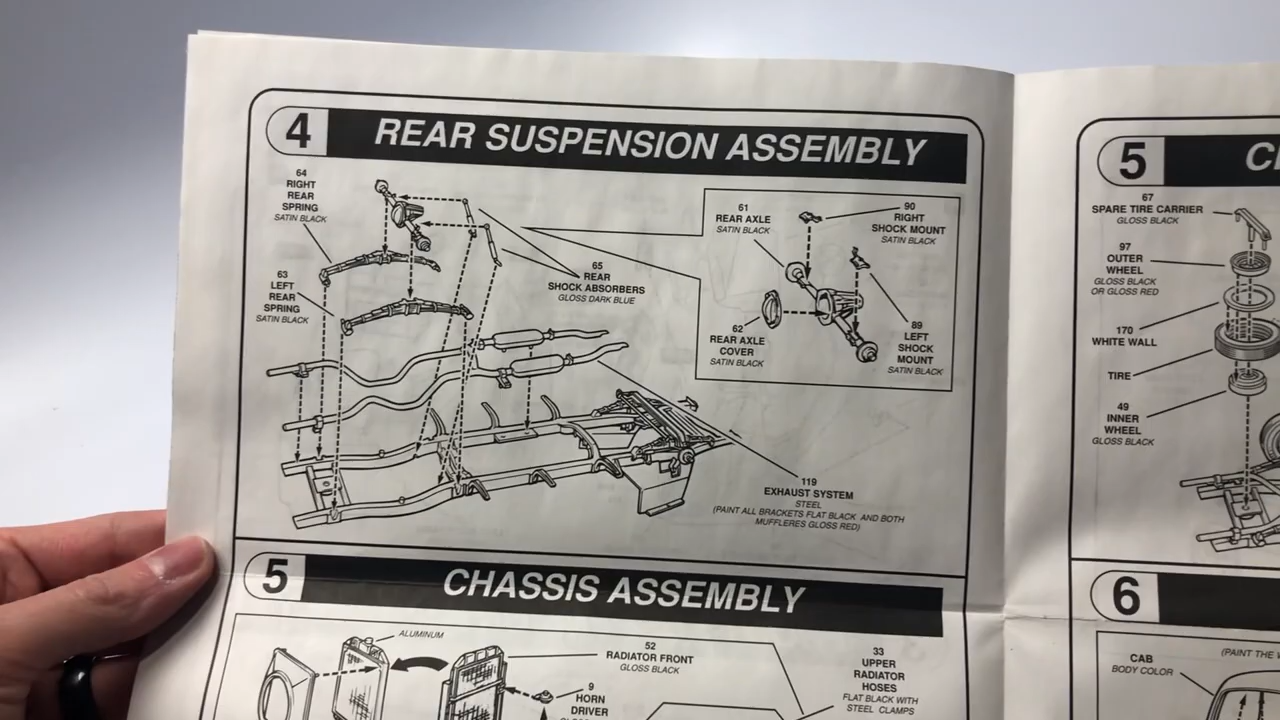 4
REAR SUSPENSION ASSEMBLY
64
RIGHT
REAR
SPRING
SATIN BLACK
63
LEFT
REAR
SPRING
SATIN BLACK
65
REAR
SHOCK ABSORBERS
GLOSS DARK BLUE
61
REAR AXLE
SATIN BLACK
90
RIGHT
SHOCK MOUNT
SATIN BLACK
62
REAR AXLE
COVER
SATIN BLACK
89
LEFT
SHOCK
MOUNT
SATIN BLACK
119
EXHAUST SYSTEM
STEEL
(PAINT ALL BRACKETS FLAT BLACK AND BOTH
MUFFLERES GLOSS RED)
5
CHASSIS ASSEMBLY
ALUMINUM
52
RADIATOR FRONT
GLOSS BLACK
9
HORN
DRIVER
33
UPPER
RADIATOR
HOSES
FLAT BLACK WITH
STEEL CLAMPS
5
67
SPARE TIRE CARRIER
GLOSS BLACK
97
OUTER
WHEEL
GLOSS BLACK
OR GLOSS RED
170
WHITE WALL
TIRE
49
INNER
WHEEL
GLOSS BLACK
6
(PAINT THE
CAB
BODY COLOR